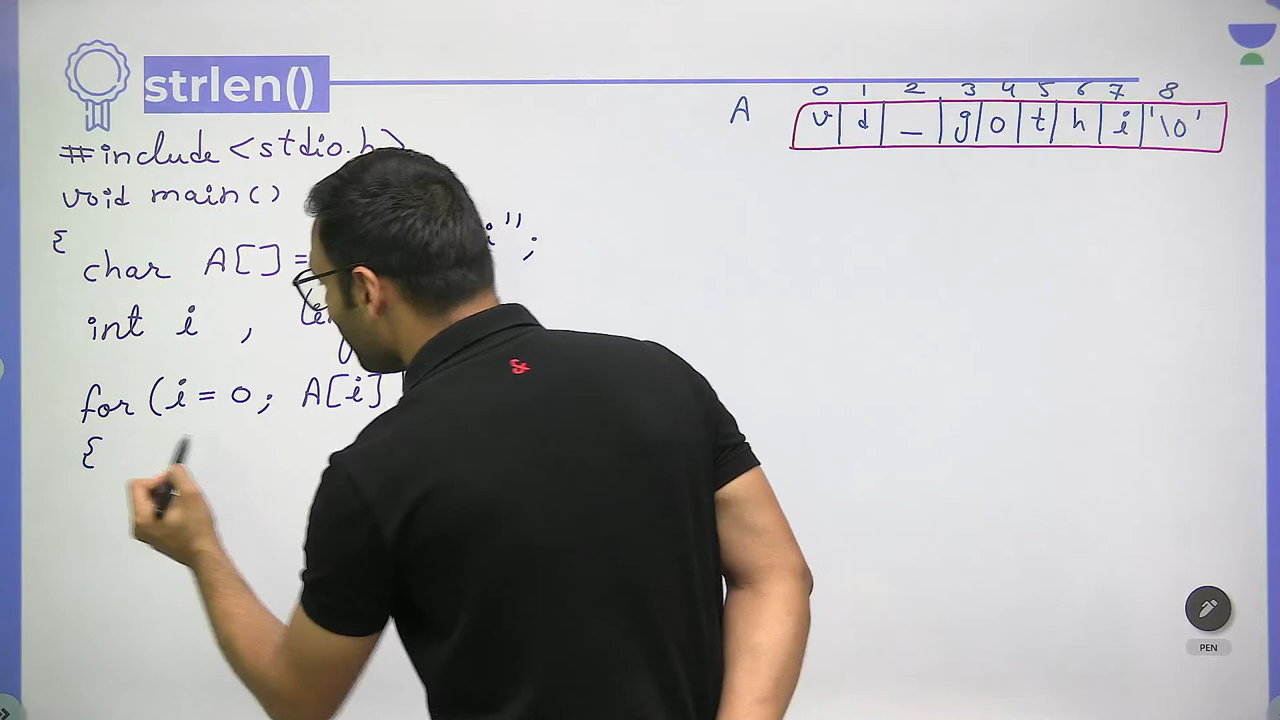 strlen()
#include <stdio.h>
void main()
{
char A[] = i";
int i ,
for (i = 0; A[i]
{
0 1 2 3 4 5 6 7 8
A v d _ g o t h i '\0'
&
PEN